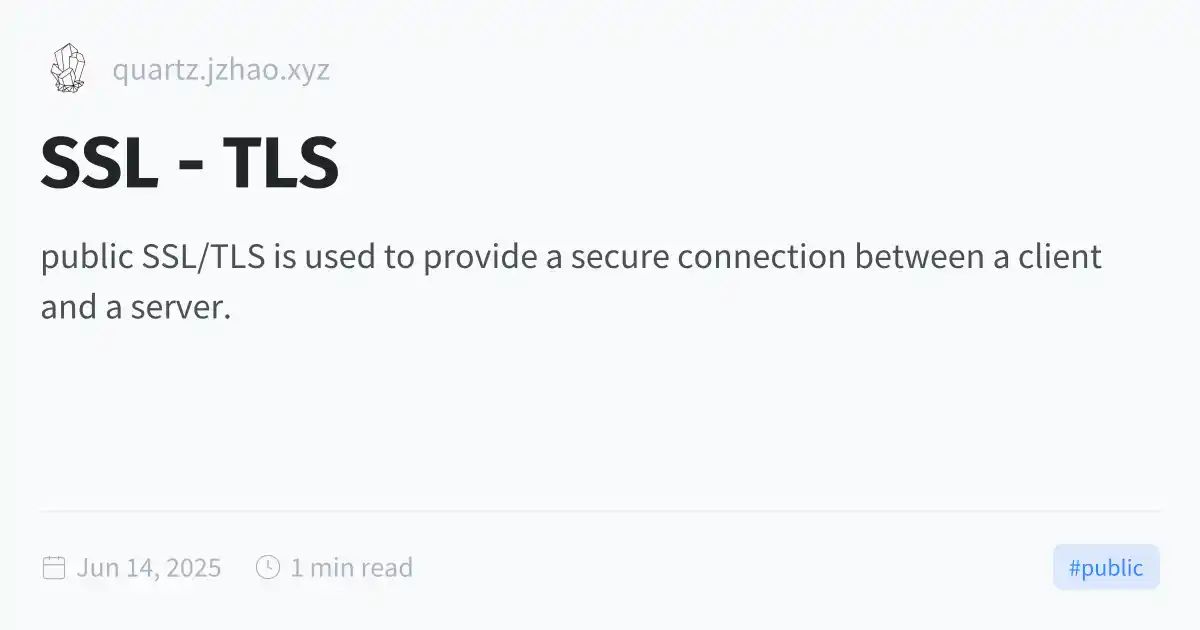 quartz.jzhao.xyz
SSL - TLS
public SSL/TLS is used to provide a secure connection between a client
and a server.
Jun 14, 2025 1 min read
#public